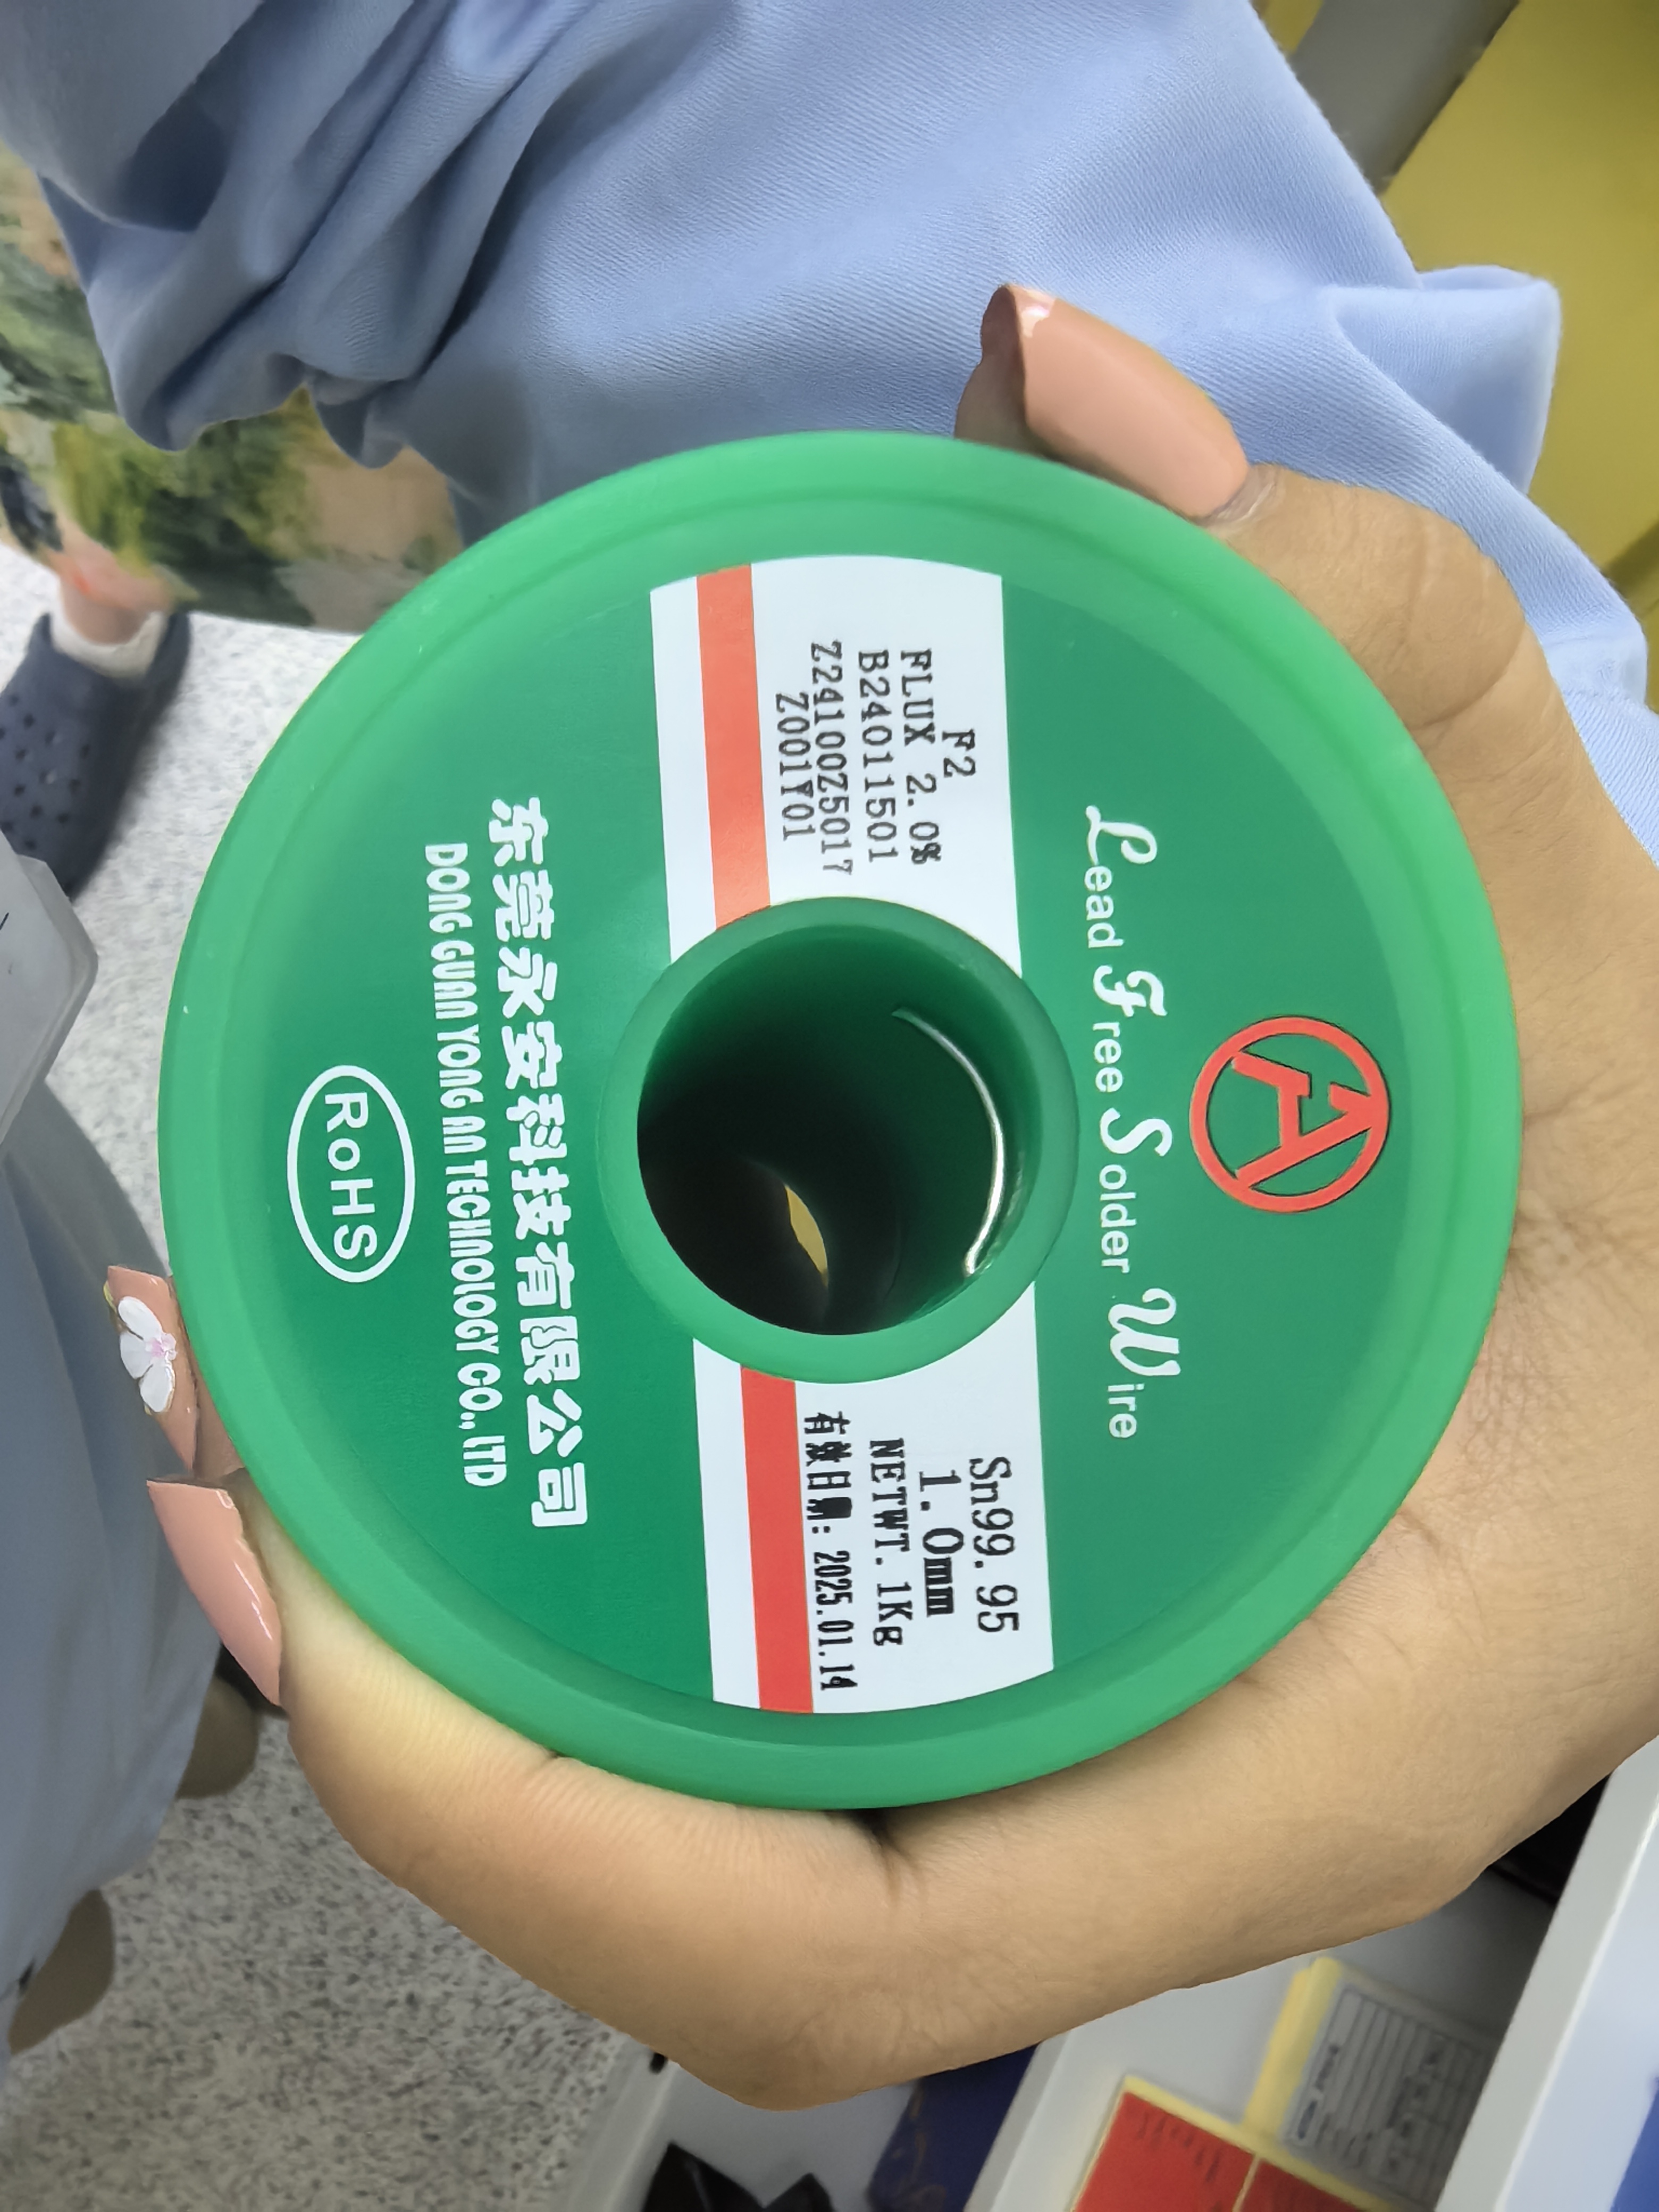 Lead Free Solder Wire
F2
FLUX 2.0%
B24011501
Z24100Z5017
Z001Y01
Sn99.95
1.0mm
NETWT.1Kg
有效日期: 2025.01.14
东莞永安科技有限公司
DONG GUAN YONG AN TECHNOLOGY CO.,LTD
RoHS